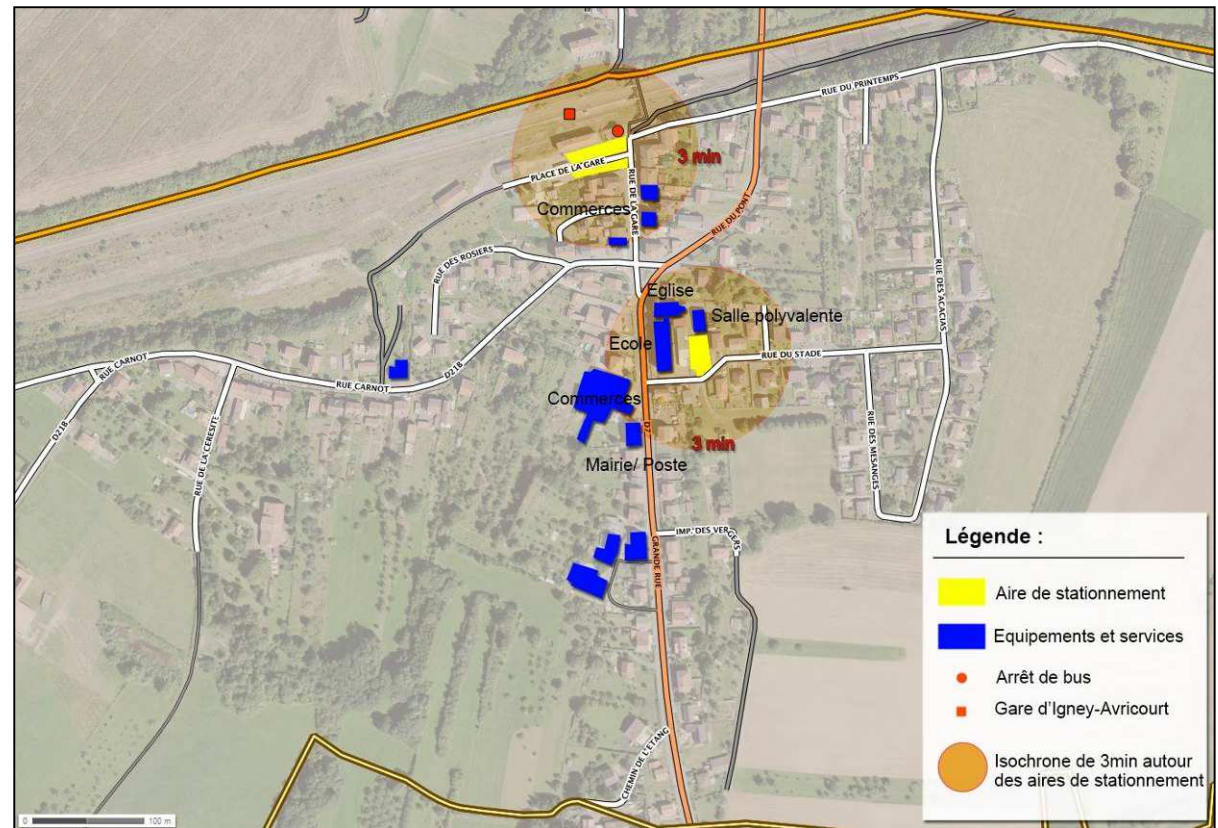 RUE DU PRINTEMPS
3 min
PLACE DE LA GARE
RUE DE LA GARE
Commerces
RUE DU PONT
RUE DES ROSIERS
Eglise
Salle polyvalente
Ecole
RUE DES ACACIAS
RUE DU STADE
RUE CARNOT
RUE CARNOT
D218
D218
Commerces
D7
3 min
RUE DE LA CERESITE
Mairie/ Poste
RUE DES MESANGES
IMP. DES VERGERS
GRANDE RUE
CHEMIN DE L'ETANG
Légende :
Aire de stationnement
Equipements et services
Arrêt de bus
Gare d'Igney-Avricourt
Isochrone de 3min autour
des aires de stationnement
0 100 m